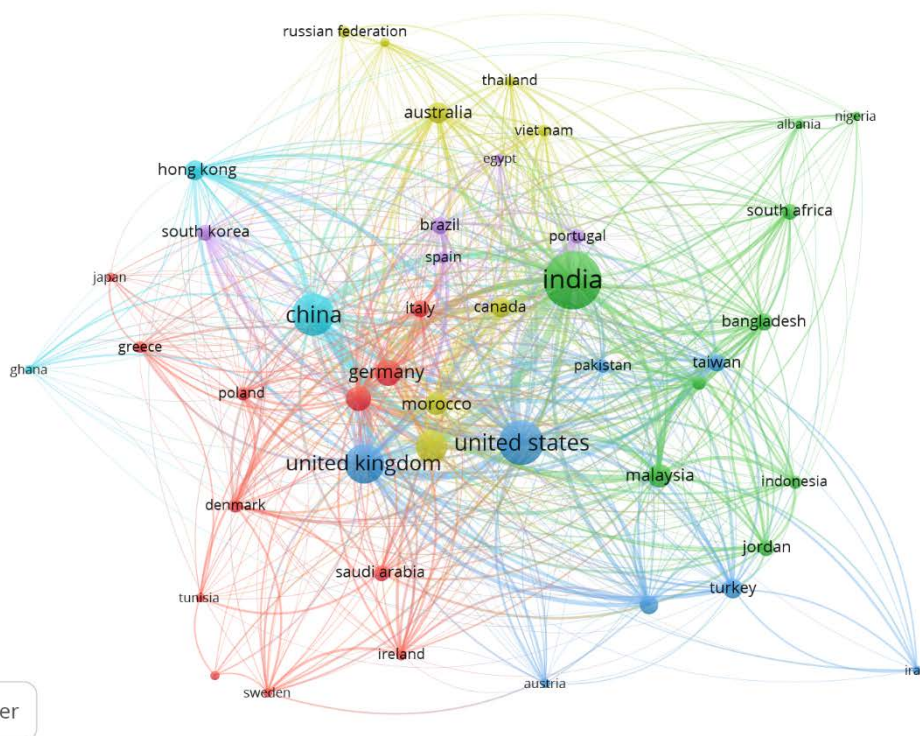 russian federation
thailand
australia
viet nam
albania
nigeria
egypt
hong kong
south africa
south korea
brazil
portugal
spain
japan
india
china
italy
canada
bangladesh
greece
ghana
germany
pakistan
taiwan
poland
morocco
united states
united kingdom
malaysia
indonesia
denmark
jordan
saudi arabia
turkey
tunisia
ireland
ira
austria
sweden
er